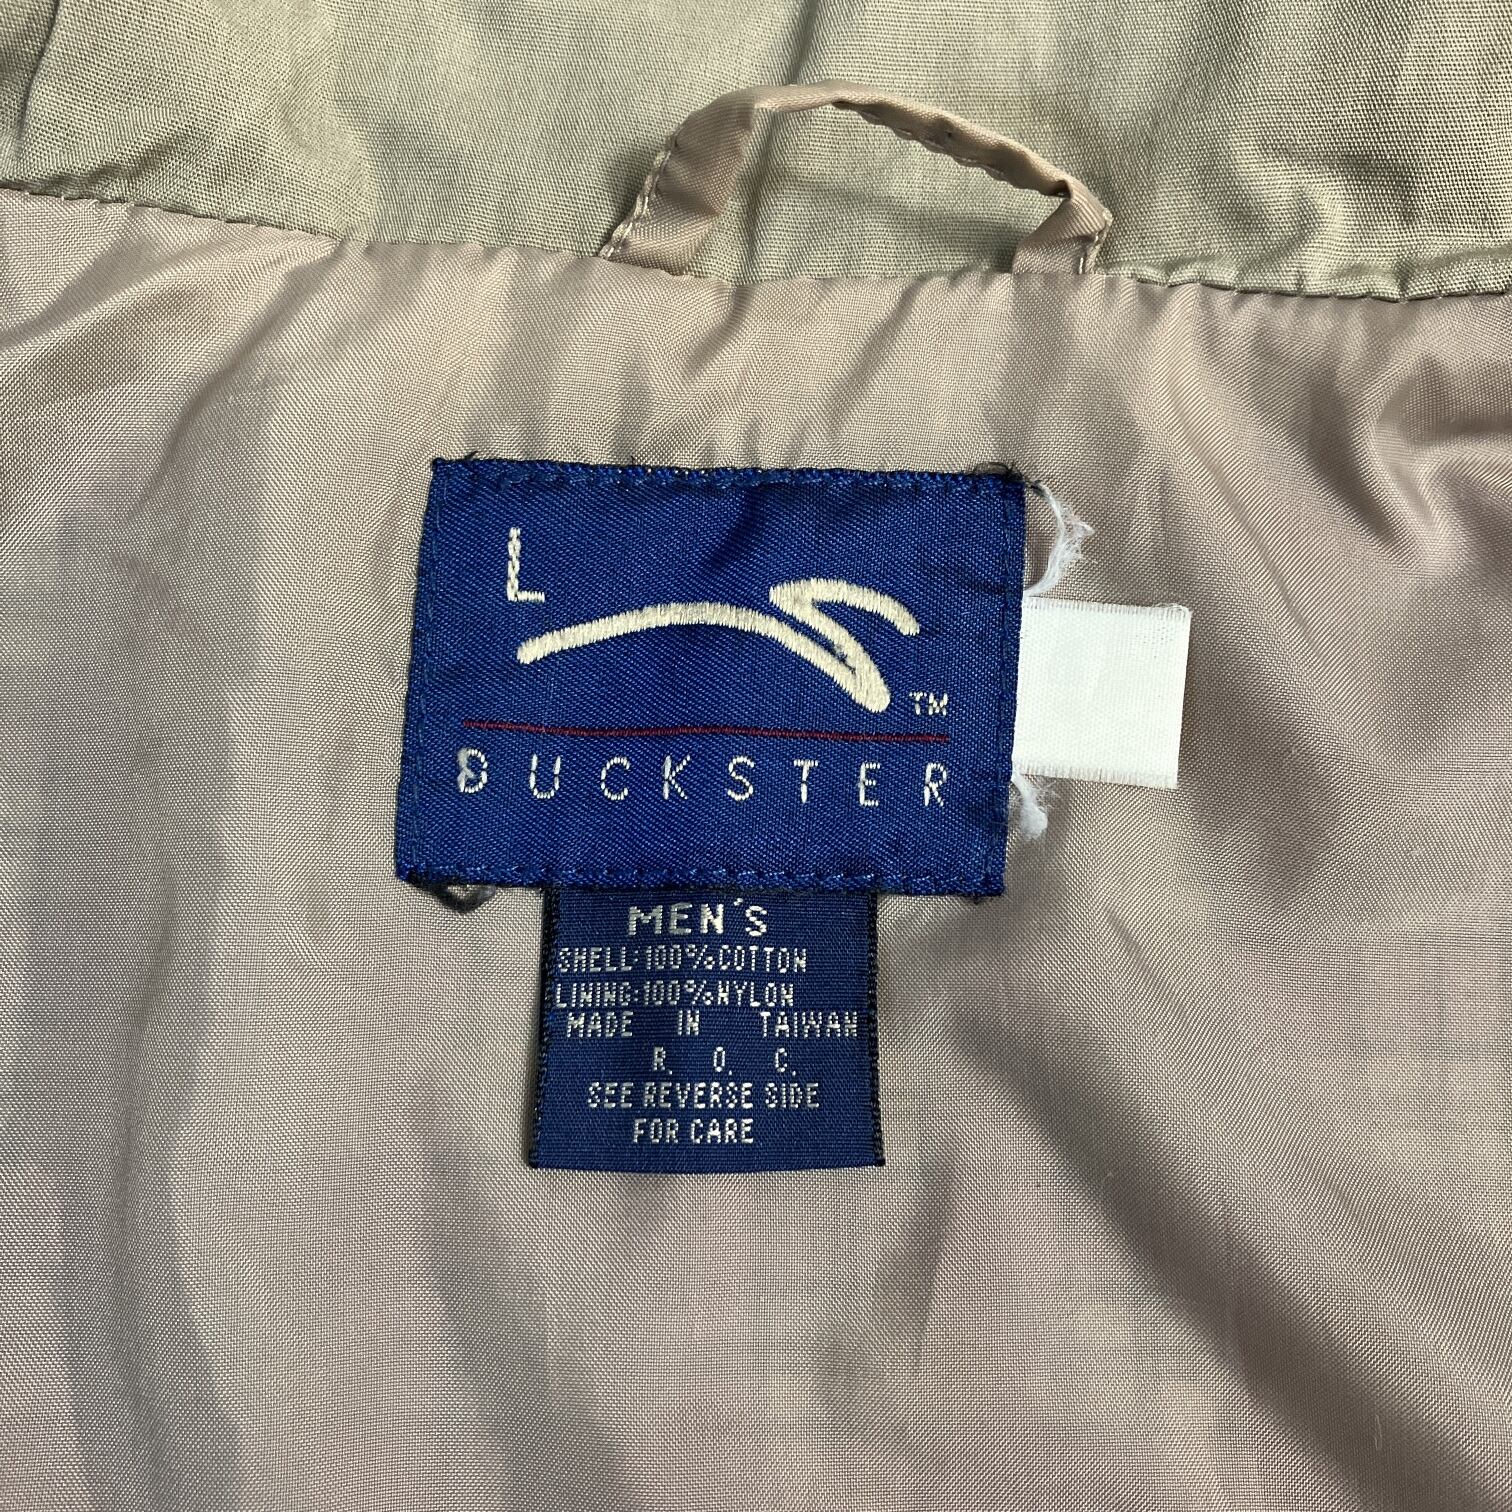 L
TM
DUCKSTER
MEN'S
SHELL:100%COTTON
LINING:100%NYLON
MADE IN TAIWAN
R. O. C.
SEE REVERSE SIDE
FOR CARE